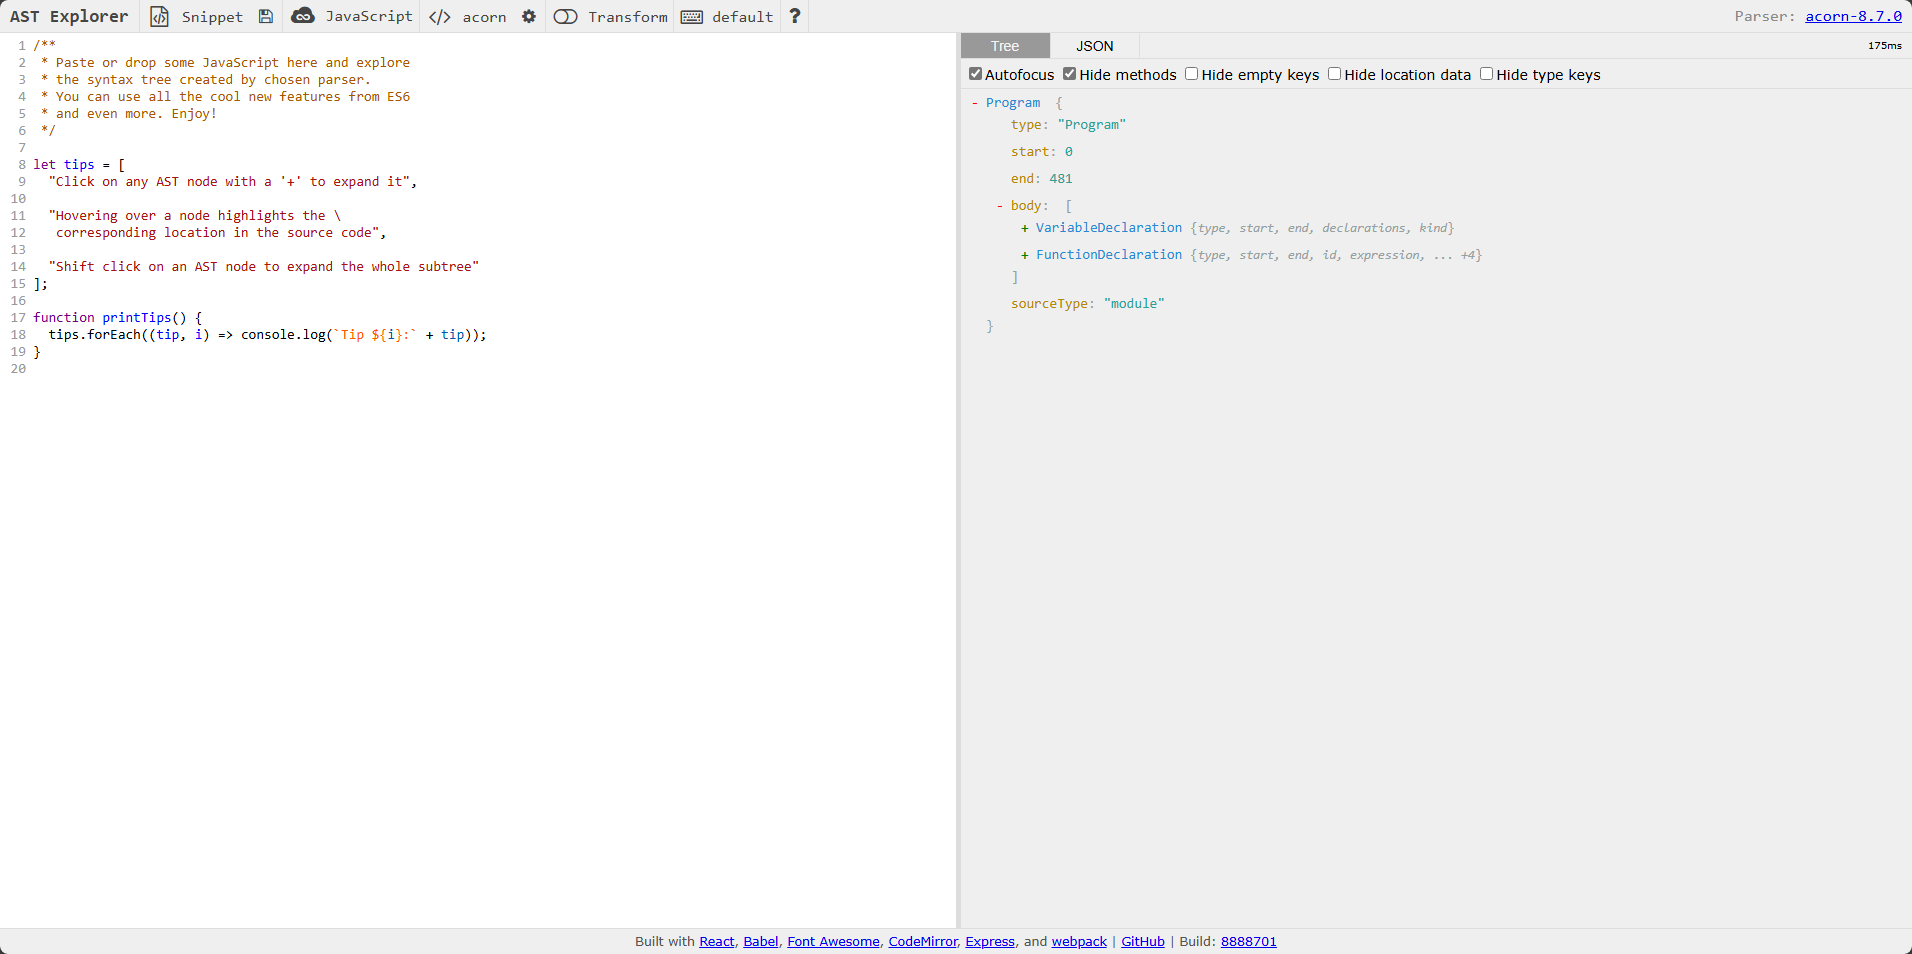 AST Explorer Snippet JavaScript </> acorn Transform default ? Parser: acorn-8.7.0
1 /**
2  * Paste or drop some JavaScript here and explore
3  * the syntax tree created by chosen parser.
4  * You can use all the cool new features from ES6
5  * and even more. Enjoy!
6  */
7
8 let tips = [
9   "Click on any AST node with a '+' to expand it",
10
11   "Hovering over a node highlights the \
12    corresponding location in the source code",
13
14   "Shift click on an AST node to expand the whole subtree"
15 ];
16
17 function printTips() {
18   tips.forEach((tip, i) => console.log(`Tip ${i}:` + tip));
19 }
20
Tree JSON 175ms
Autofocus Hide methods Hide empty keys Hide location data Hide type keys
- Program {
type: "Program"
start: 0
end: 481
- body: [
+ VariableDeclaration {type, start, end, declarations, kind}
+ FunctionDeclaration {type, start, end, id, expression, ... +4}
]
sourceType: "module"
}
Built with React, Babel, Font Awesome, CodeMirror, Express, and webpack | GitHub | Build: 8888701